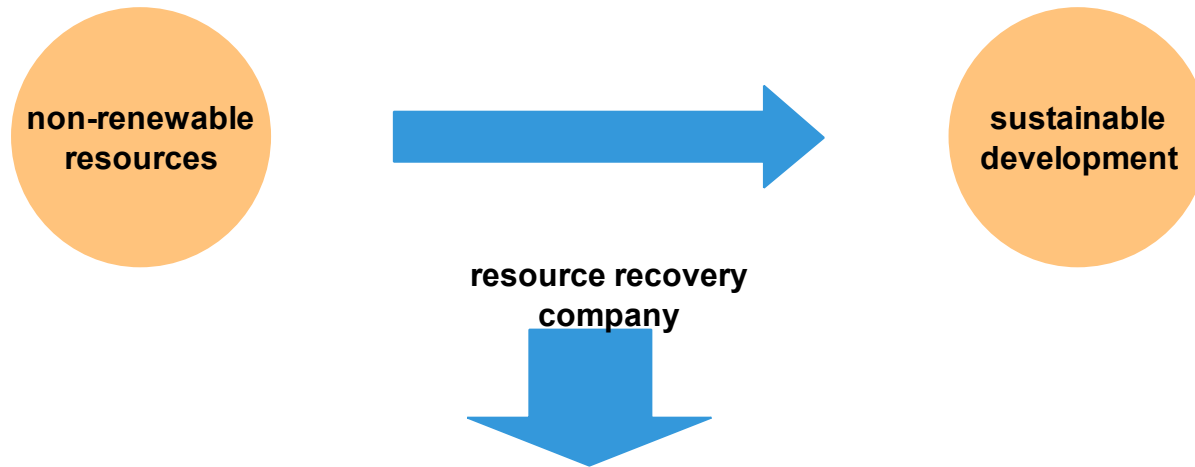 non-renewable
resources
sustainable
development
resource recovery
company